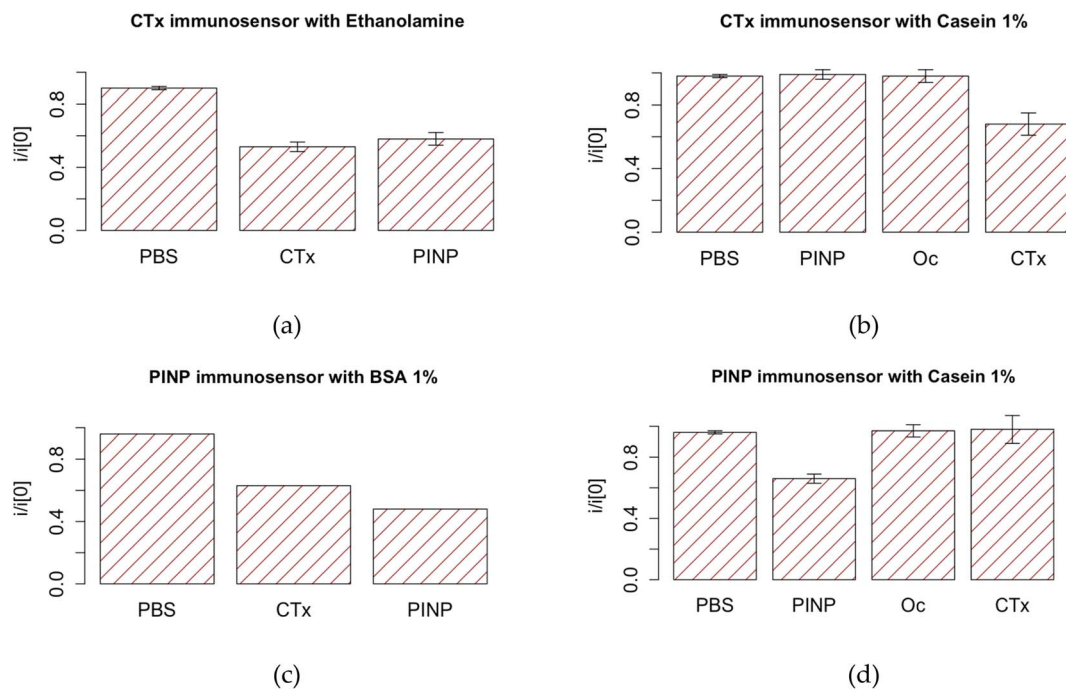 CTx immunosensor with Ethanolamine
i/i[0]
0.8
0.4
0.0
PBS CTx PINP
(a)
CTx immunosensor with Casein 1%
i/i[0]
0.8
0.4
0.0
PBS PINP Oc CTx
(b)
PINP immunosensor with BSA 1%
i/i[0]
0.8
0.4
0.0
PBS CTx PINP
(c)
PINP immunosensor with Casein 1%
i/i[0]
0.8
0.4
0.0
PBS PINP Oc CTx
(d)